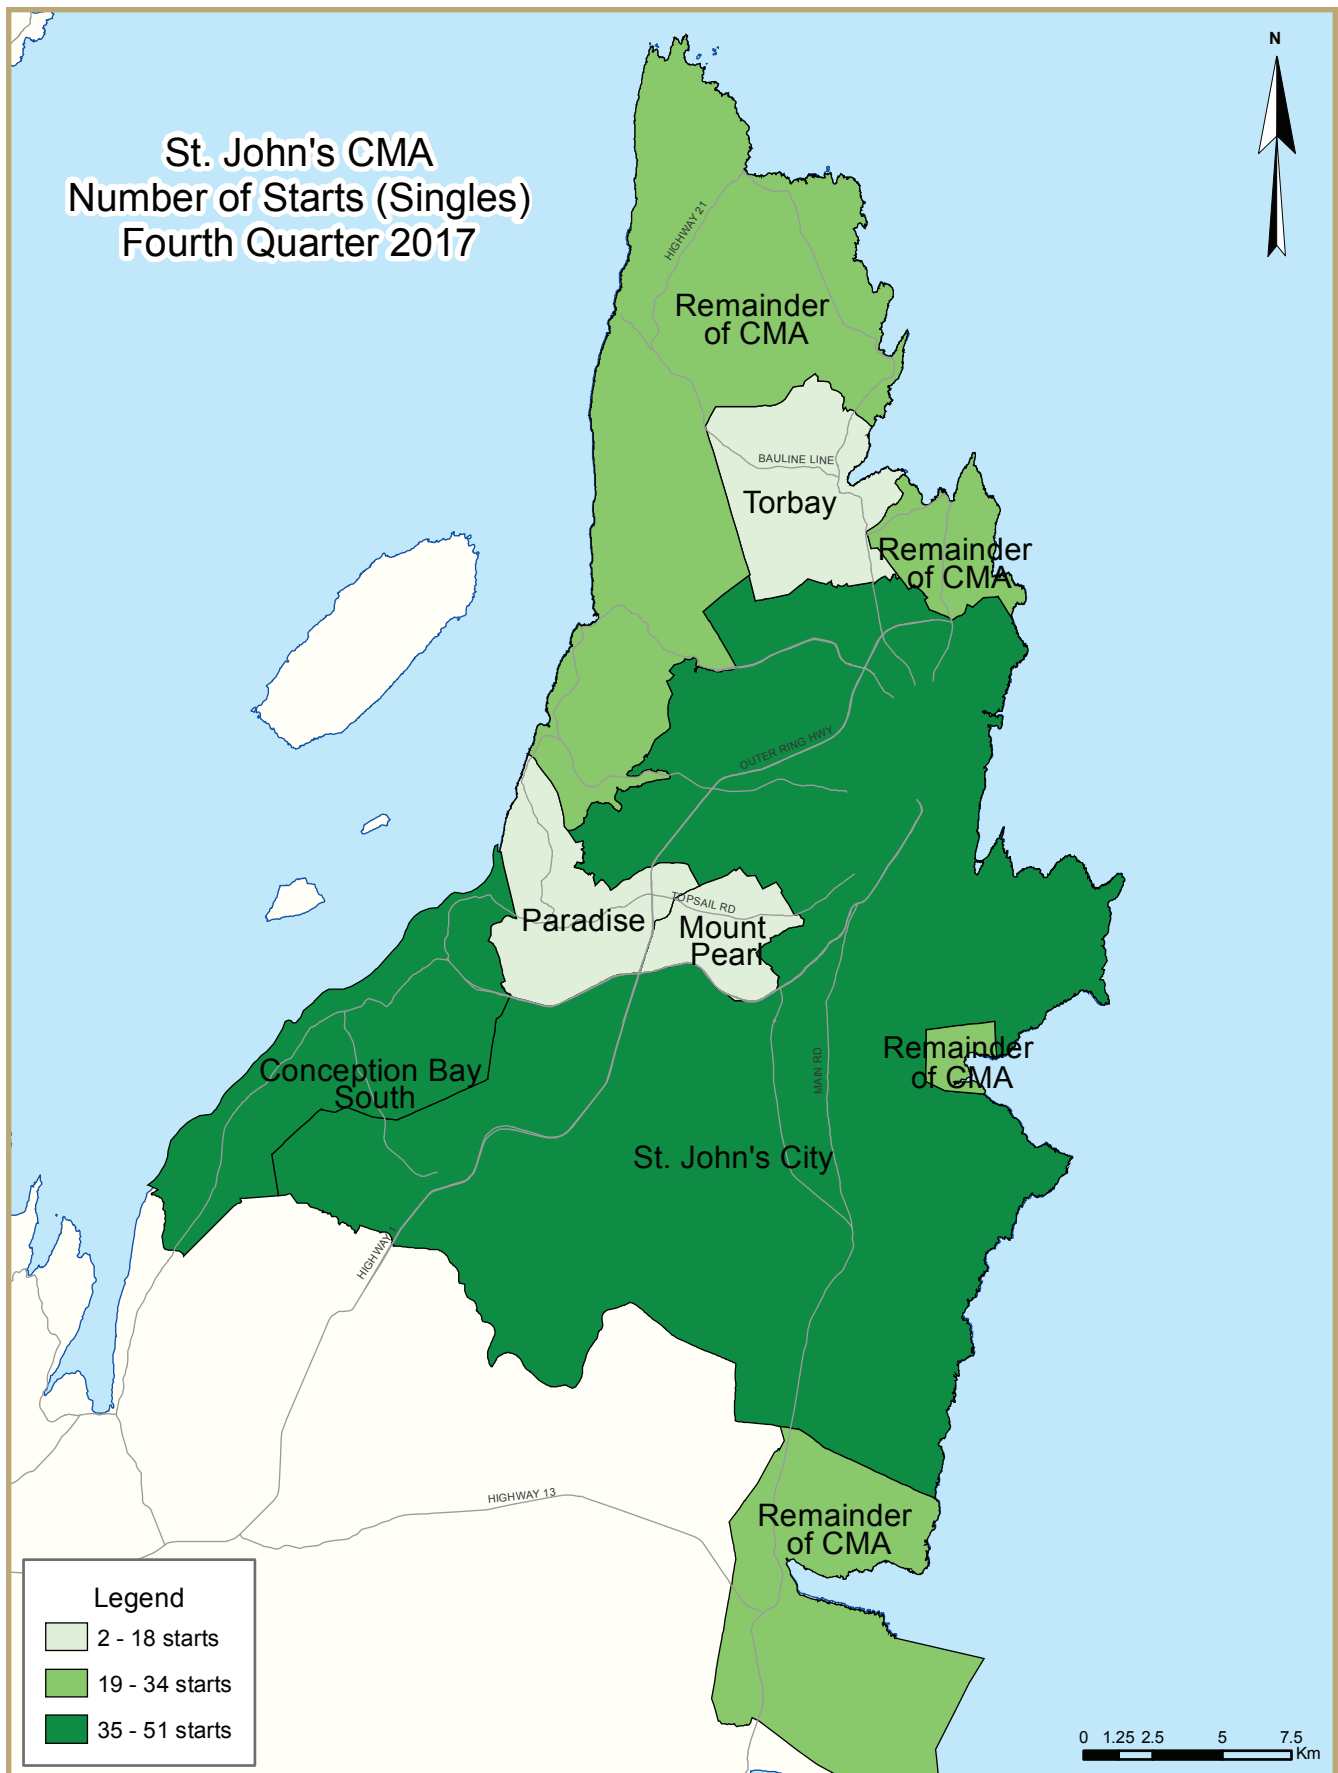 St. John's CMA
Number of Starts (Singles)
Fourth Quarter 2017
N
HIGHWAY 21
Remainder
of CMA
BAULINE LINE
Torbay
Remainder
of CMA
OUTER RING HWY
TOPSAIL RD
Paradise
Mount
Pearl
Remainder
of CMA
MAIN RD
Conception Bay
South
St. John's City
HIGHWAY 1
HIGHWAY 13
Remainder
of CMA
Legend
2 - 18 starts
19 - 34 starts
35 - 51 starts
0 1.25 2.5 5 7.5
Km